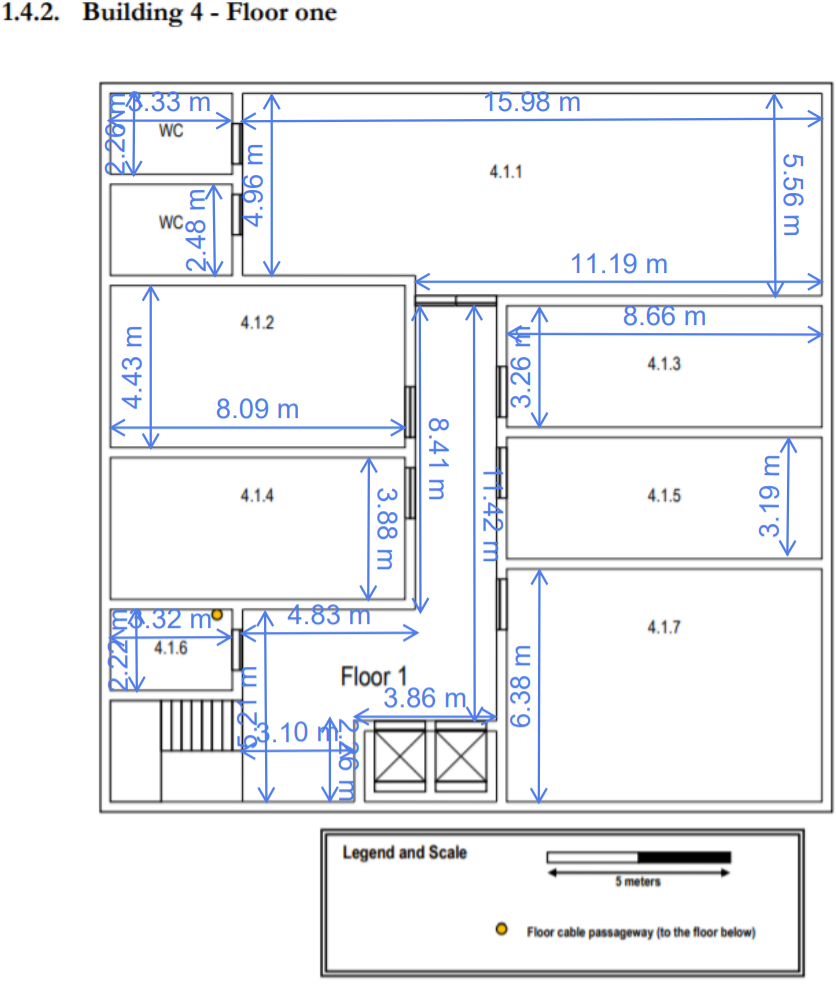 1.4.2. Building 4 - Floor one
3.33 m
15.98 m
2.26 m
WC
4.96 m
4.1.1
5.56 m
WC
2.48 m
11.19 m
4.1.2
8.66 m
4.43 m
3.26 m
4.1.3
8.09 m
8.41 m
11.42 m
4.1.4
3.88 m
4.1.5
3.19 m
3.32 m
4.83 m
2.22 m
4.1.6
4.1.7
Floor 1
5.21 m
3.86 m
6.38 m
3.10 m
2.26 m
Legend and Scale
5 meters
Floor cable passageway (to the floor below)